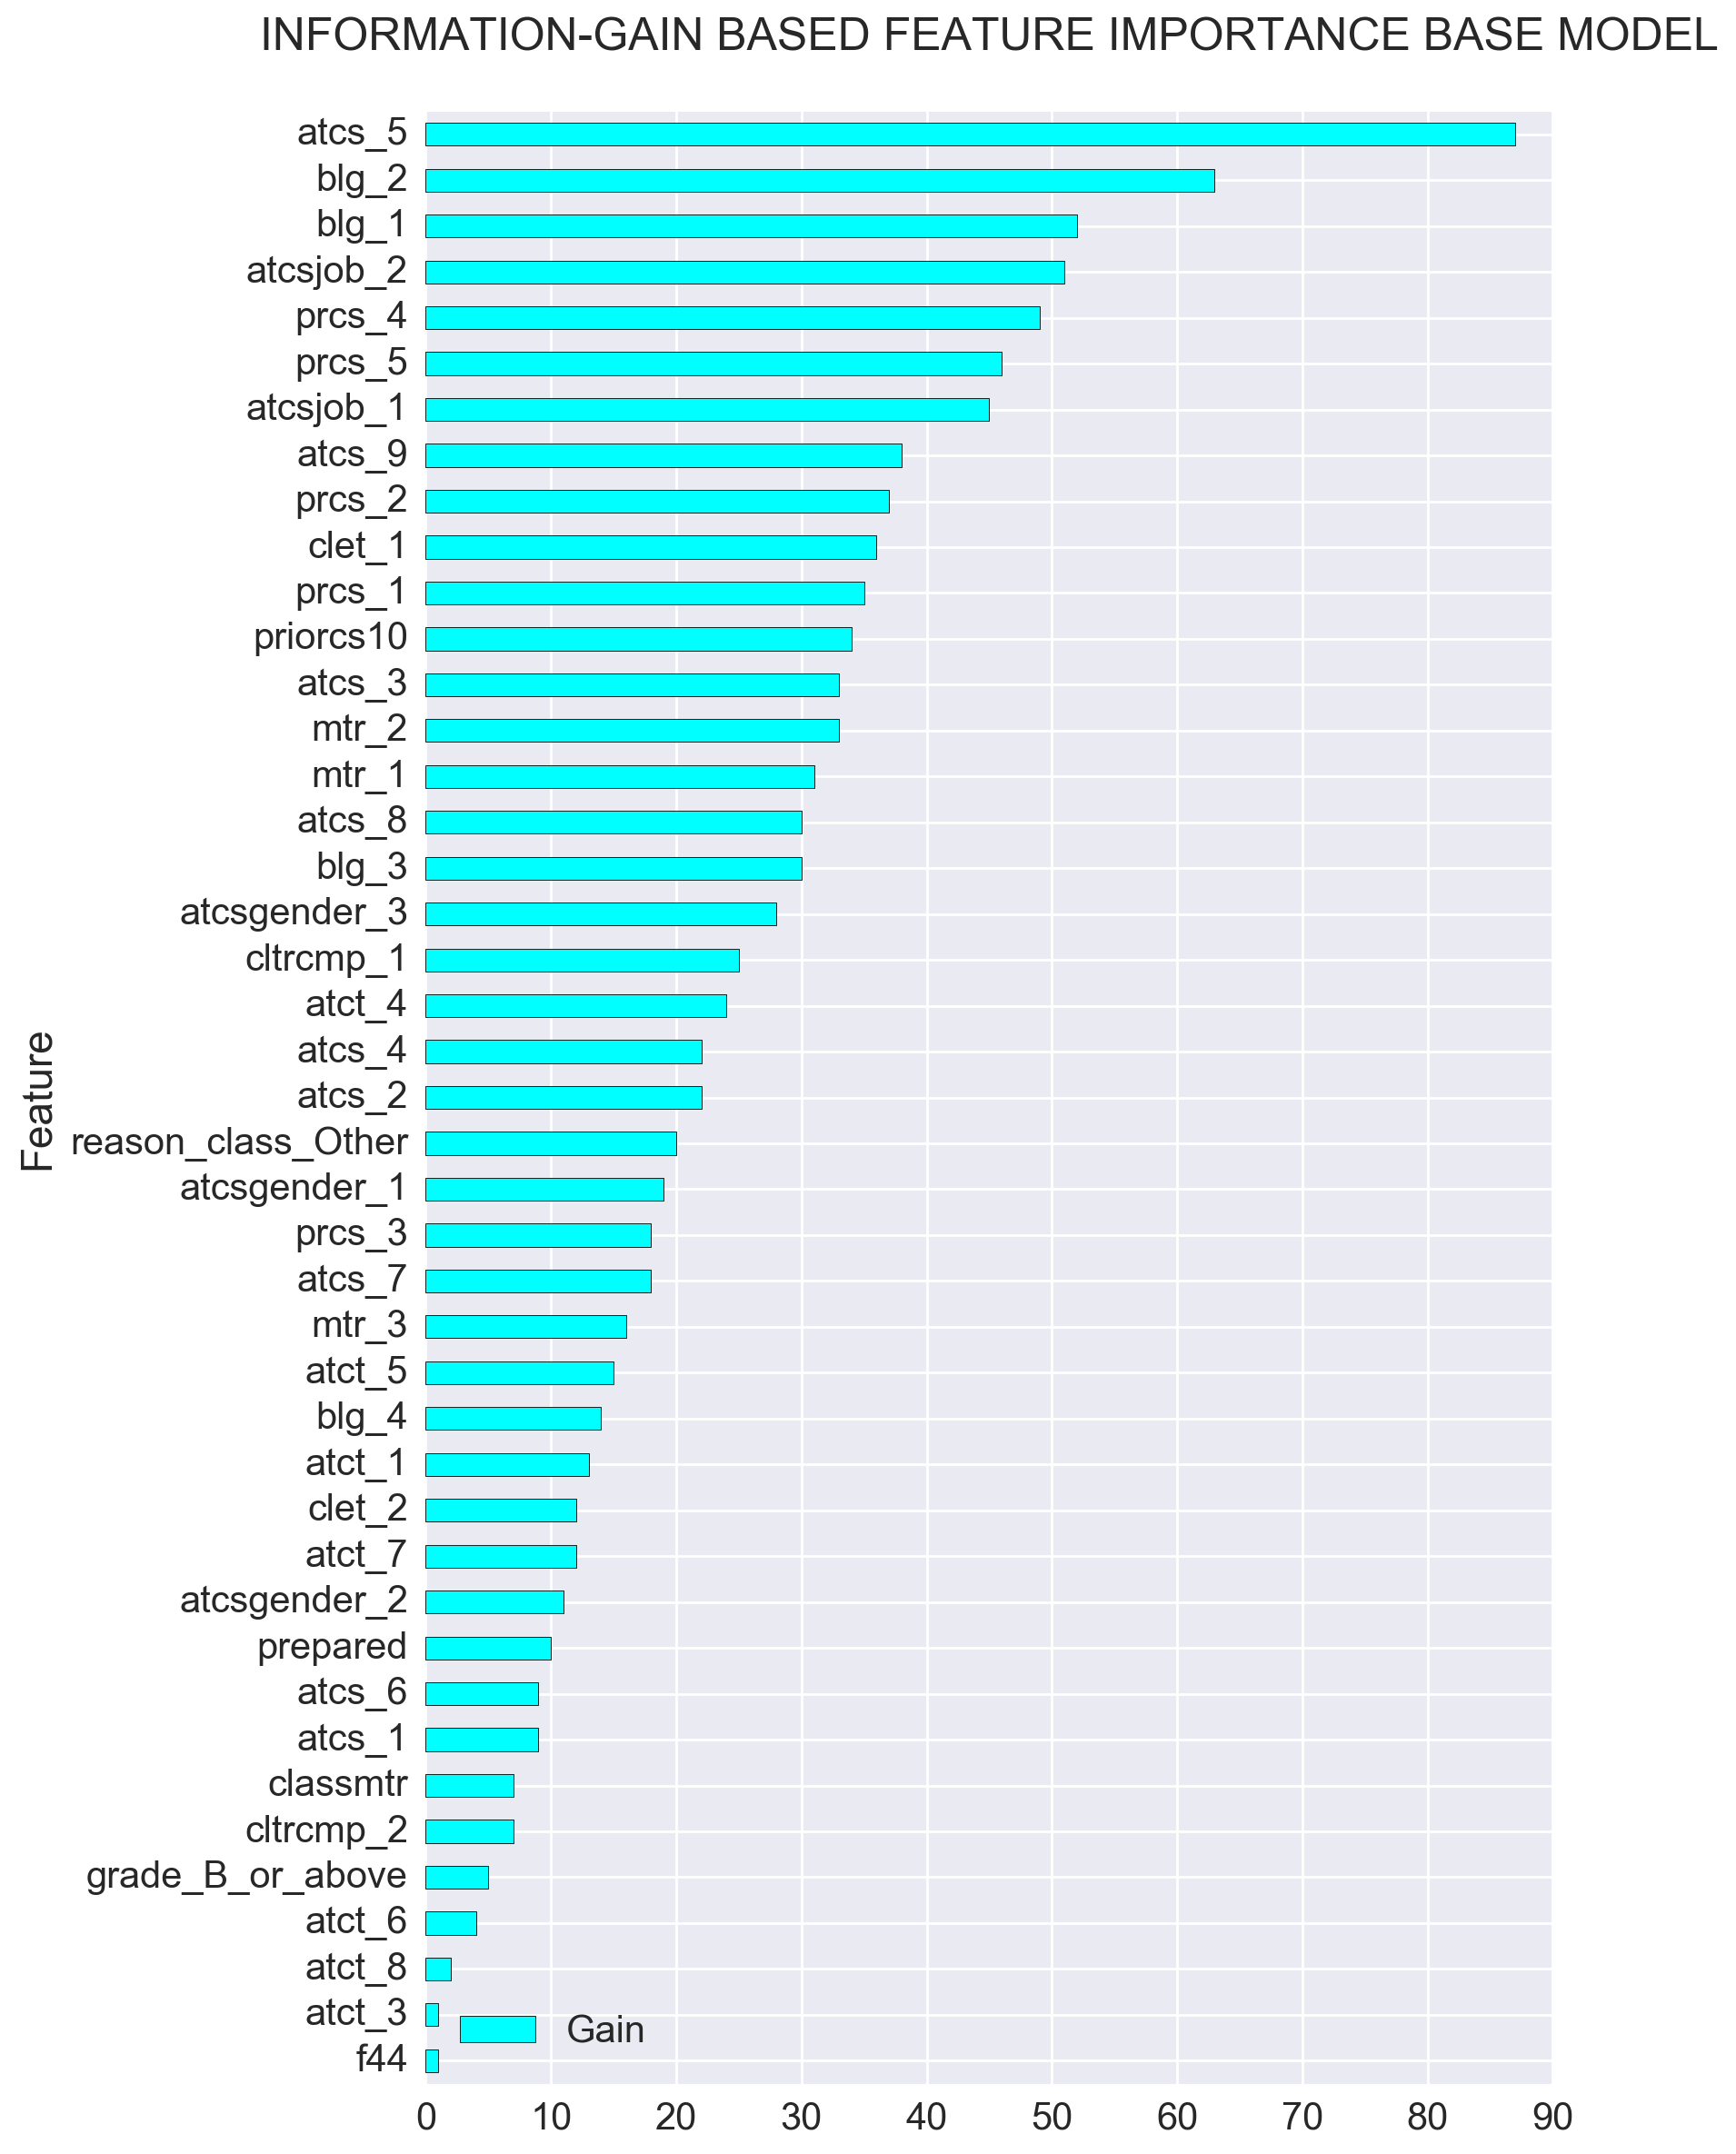 INFORMATION-GAIN BASED FEATURE IMPORTANCE BASE MODEL
atcs_5
blg_2
blg_1
atcsjob_2
prcs_4
prcs_5
atcsjob_1
atcs_9
prcs_2
clet_1
prcs_1
priorcs10
atcs_3
mtr_2
mtr_1
atcs_8
blg_3
atcsgender_3
cltrcmp_1
atct_4
atcs_4
atcs_2
reason_class_Other
atcsgender_1
prcs_3
atcs_7
mtr_3
atct_5
blg_4
atct_1
clet_2
atct_7
atcsgender_2
prepared
atcs_6
atcs_1
classmtr
cltrcmp_2
grade_B_or_above
atct_6
atct_8
atct_3
f44
Feature
Gain
0 10 20 30 40 50 60 70 80 90